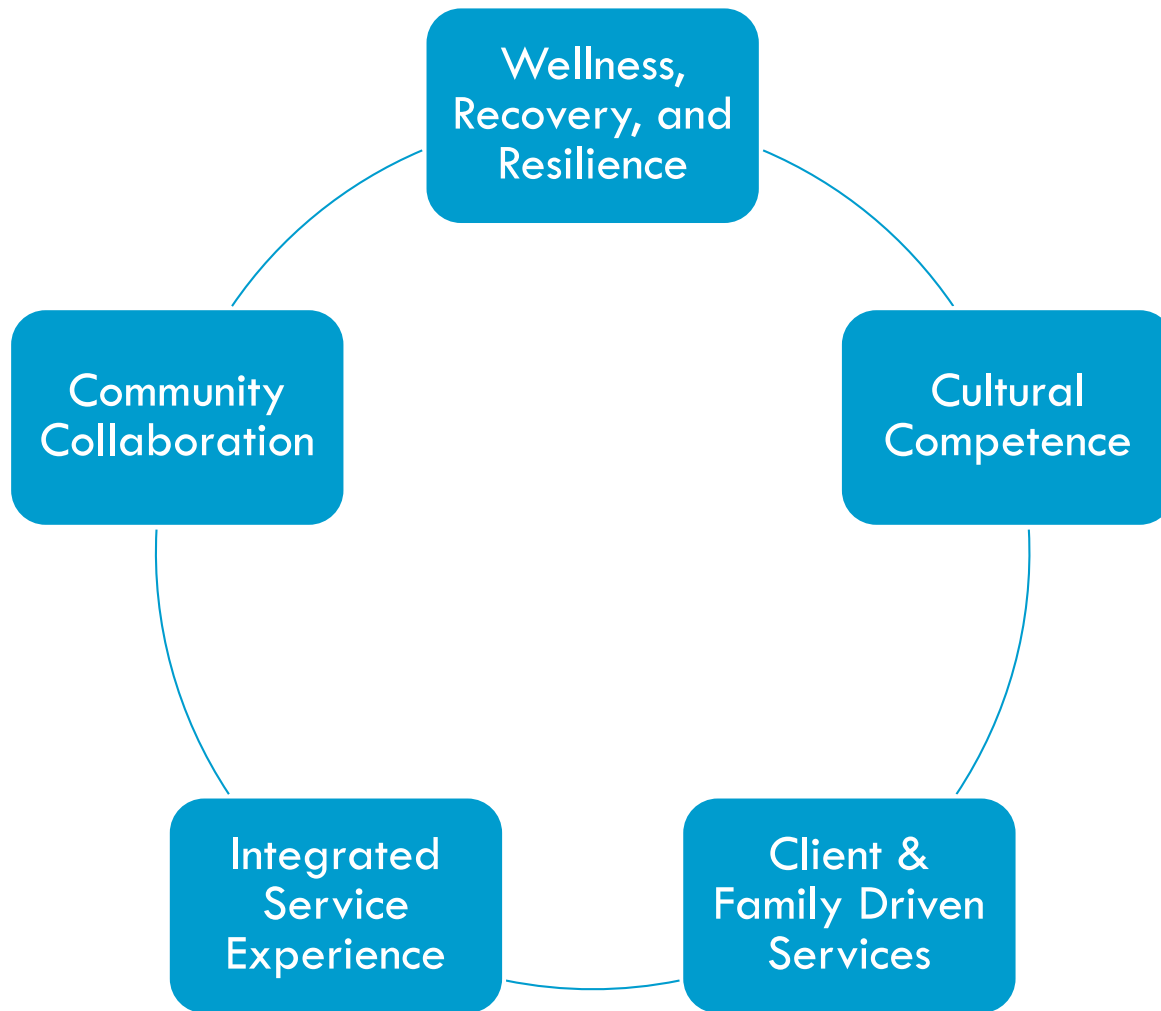 Wellness,
Recovery, and
Resilience
Community
Collaboration
Cultural
Competence
Integrated
Service
Experience
Client &
Family Driven
Services